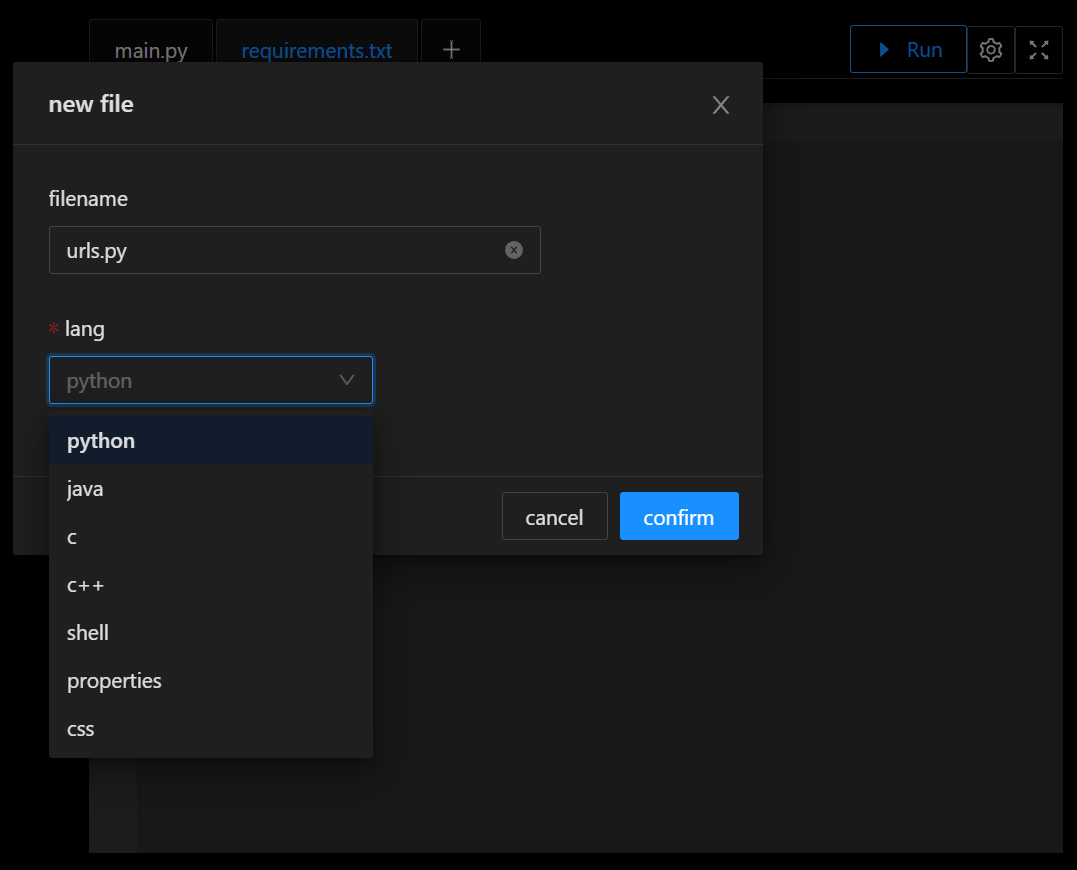 main.py requirements.txt + Run
new file
filename
urls.py
* lang
python
python
java
c
c++
shell
properties
css
cancel confirm